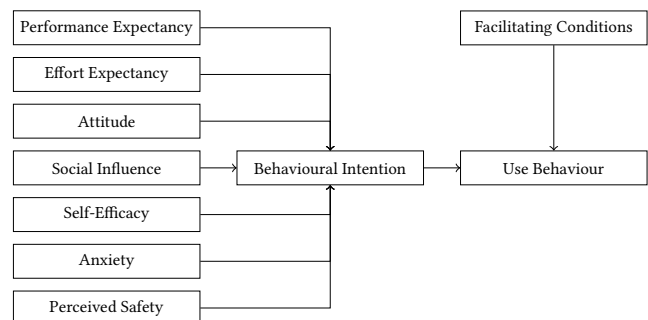 Performance Expectancy
Facilitating Conditions
Effort Expectancy
Attitude
Social Influence
Behavioural Intention
Use Behaviour
Self-Efficacy
Anxiety
Perceived Safety